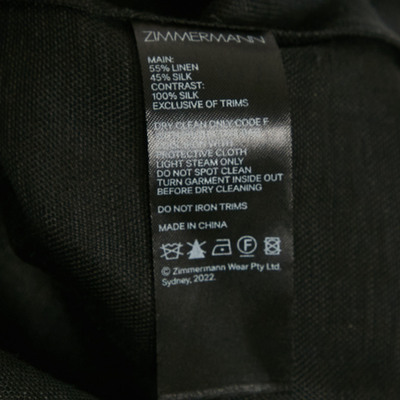 ZIMMERMANN
MAIN:
55% LINEN
45% SILK
CONTRAST:
100% SILK
EXCLUSIVE OF TRIMS
DRY CLEAN ONLY CODE F
PROTECTIVE CLOTH
LIGHT STEAM ONLY
DO NOT SPOT CLEAN
TURN GARMENT INSIDE OUT
BEFORE DRY CLEANING
DO NOT IRON TRIMS
MADE IN CHINA
F
© Zimmermann Wear Pty Ltd.
Sydney, 2022.